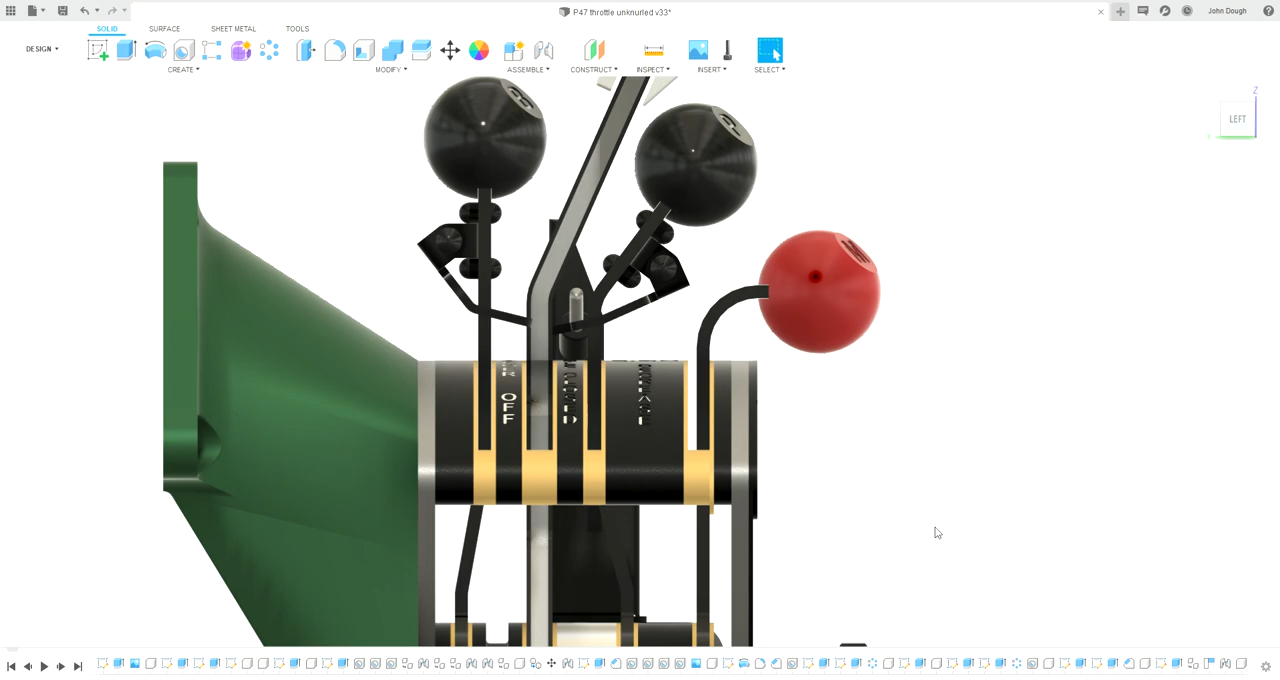 P47 throttle unknurled v33*
John Dough
SOLID SURFACE SHEET METAL TOOLS
DESIGN
CREATE MODIFY ASSEMBLE CONSTRUCT INSPECT INSERT SELECT
Z
LEFT
OFF